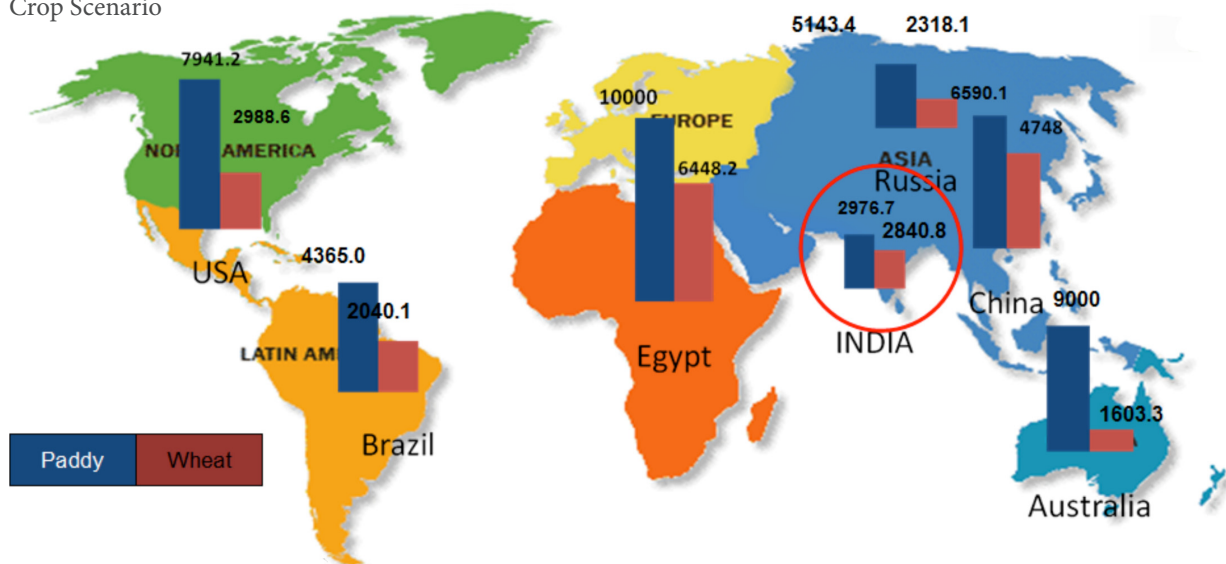 Crop Scenario
5143.4
2318.1
7941.2
2988.6
NO
AMERICA
10000
EUROPE
6448.2
6590.1
4748
ASIA
Russia
2976.7
2840.8
USA
4365.0
2040.1
China
9000
INDIA
LATIN AM
Egypt
1603.3
Brazil
Paddy
Wheat
Australia